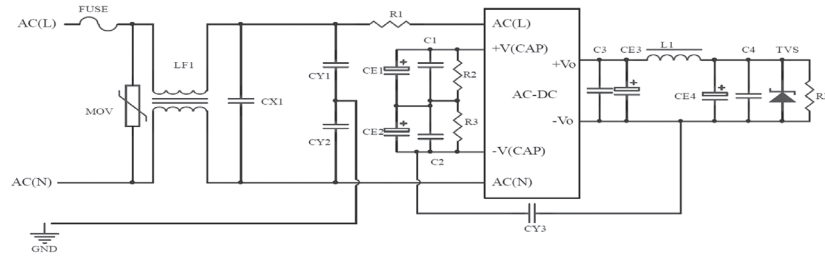 AC(L)
FUSE
MOV
LF1
CX1
CY1
CY2
R1
CE1
CE2
C1
C2
R2
R3
AC(L)
+V(CAP)
AC-DC
-V(CAP)
AC(N)
+Vo
-Vo
C3
CE3
L1
CE4
C4
TVS
CY3
AC(N)
GND